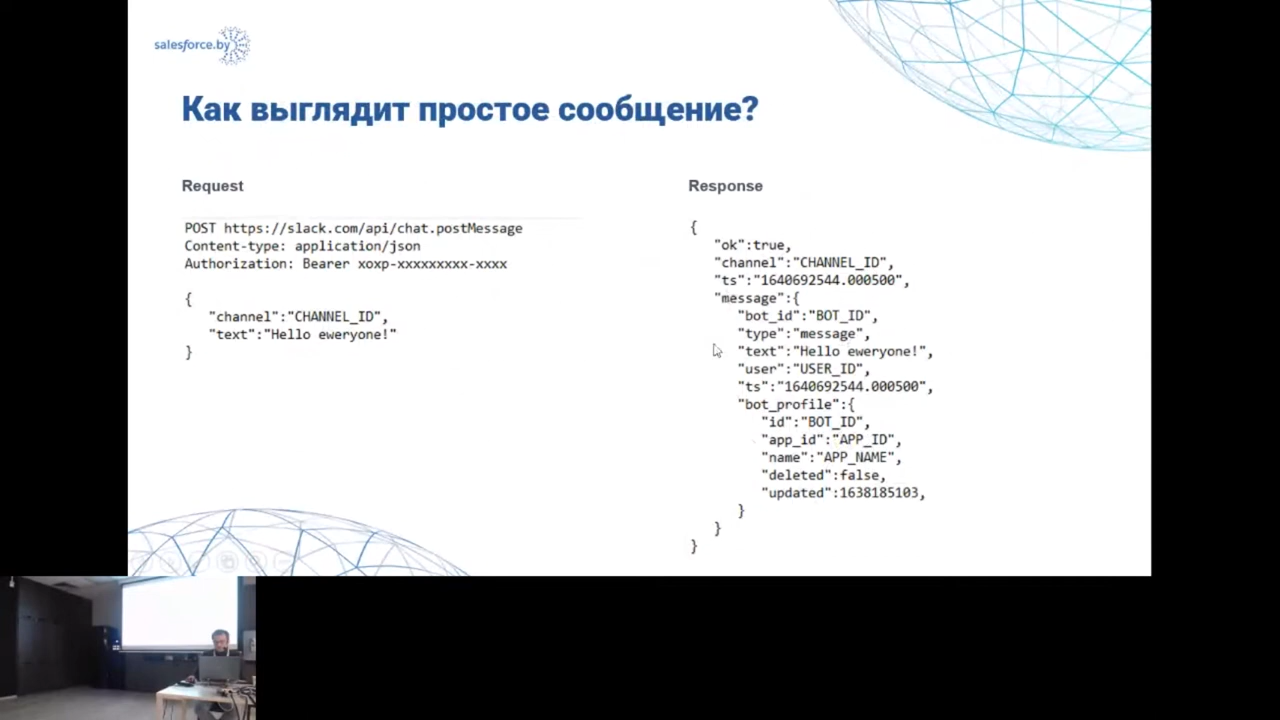 salesforce.by
Как выглядит простое сообщение?
Request
POST https://slack.com/api/chat.postMessage
Content-type: application/json
Authorization: Bearer xoxp-xxxxxxxxx-xxxx
{
"channel":"CHANNEL_ID",
"text":"Hello eweryone!"
}
Response
{
"ok":true,
"channel":"CHANNEL_ID",
"ts":"1640692544.000500",
"message":{
"bot_id":"BOT_ID",
"type":"message",
"text":"Hello eweryone!",
"user":"USER_ID",
"ts":"1640692544.000500",
"bot_profile":{
"id":"BOT_ID",
"app_id":"APP_ID",
"name":"APP_NAME",
"deleted":false,
"updated":1638185103,
}
}
}